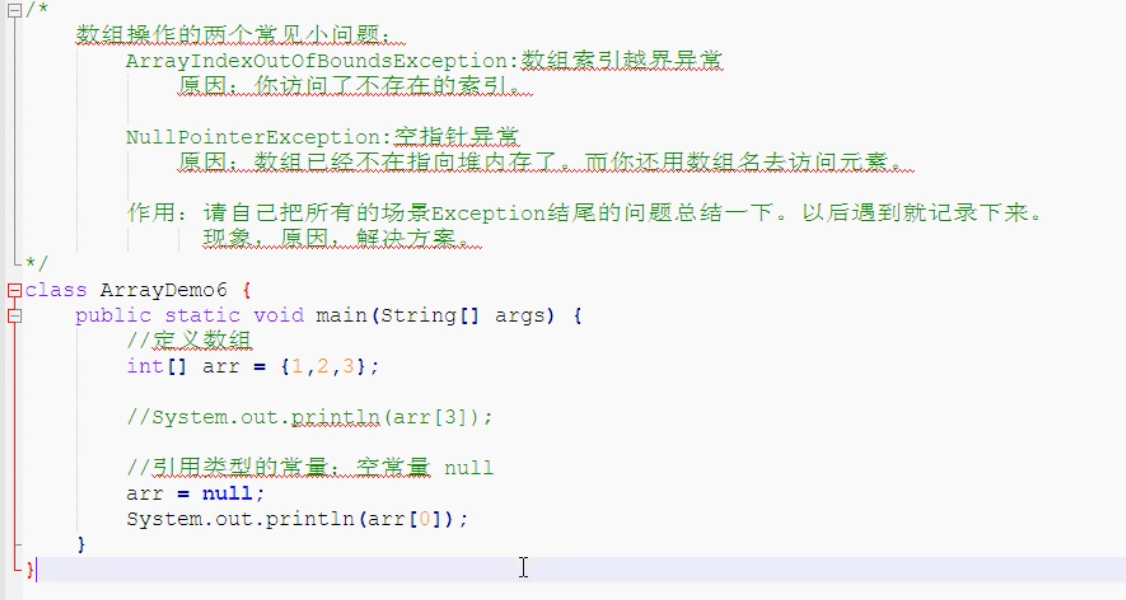 /*
数组操作的两个常见小问题：
ArrayIndexOutOfBoundsException:数组索引越界异常
原因：你访问了不存在的索引。
NullPointerException:空指针异常
原因：数组已经不在指向堆内存了。而你还用数组名去访问元素。
作用：请自己把所有的场景Exception结尾的问题总结一下。以后遇到就记录下来。
现象，原因，解决方案。
*/
class ArrayDemo6 {
public static void main(String[] args) {
//定义数组
int[] arr = {1,2,3};
//System.out.println(arr[3]);
//引用类型的常量：空常量 null
arr = null;
System.out.println(arr[0]);
}
}